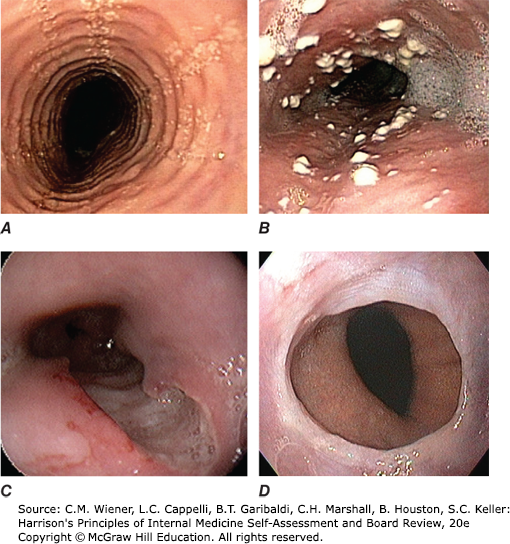 A
B
C
D
Source: C.M. Wiener, L.C. Cappelli, B.T. Garibaldi, C.H. Marshall, B. Houston, S.C. Keller:
Harrison's Principles of Internal Medicine Self-Assessment and Board Review, 20e
Copyright © McGraw Hill Education. All rights reserved.